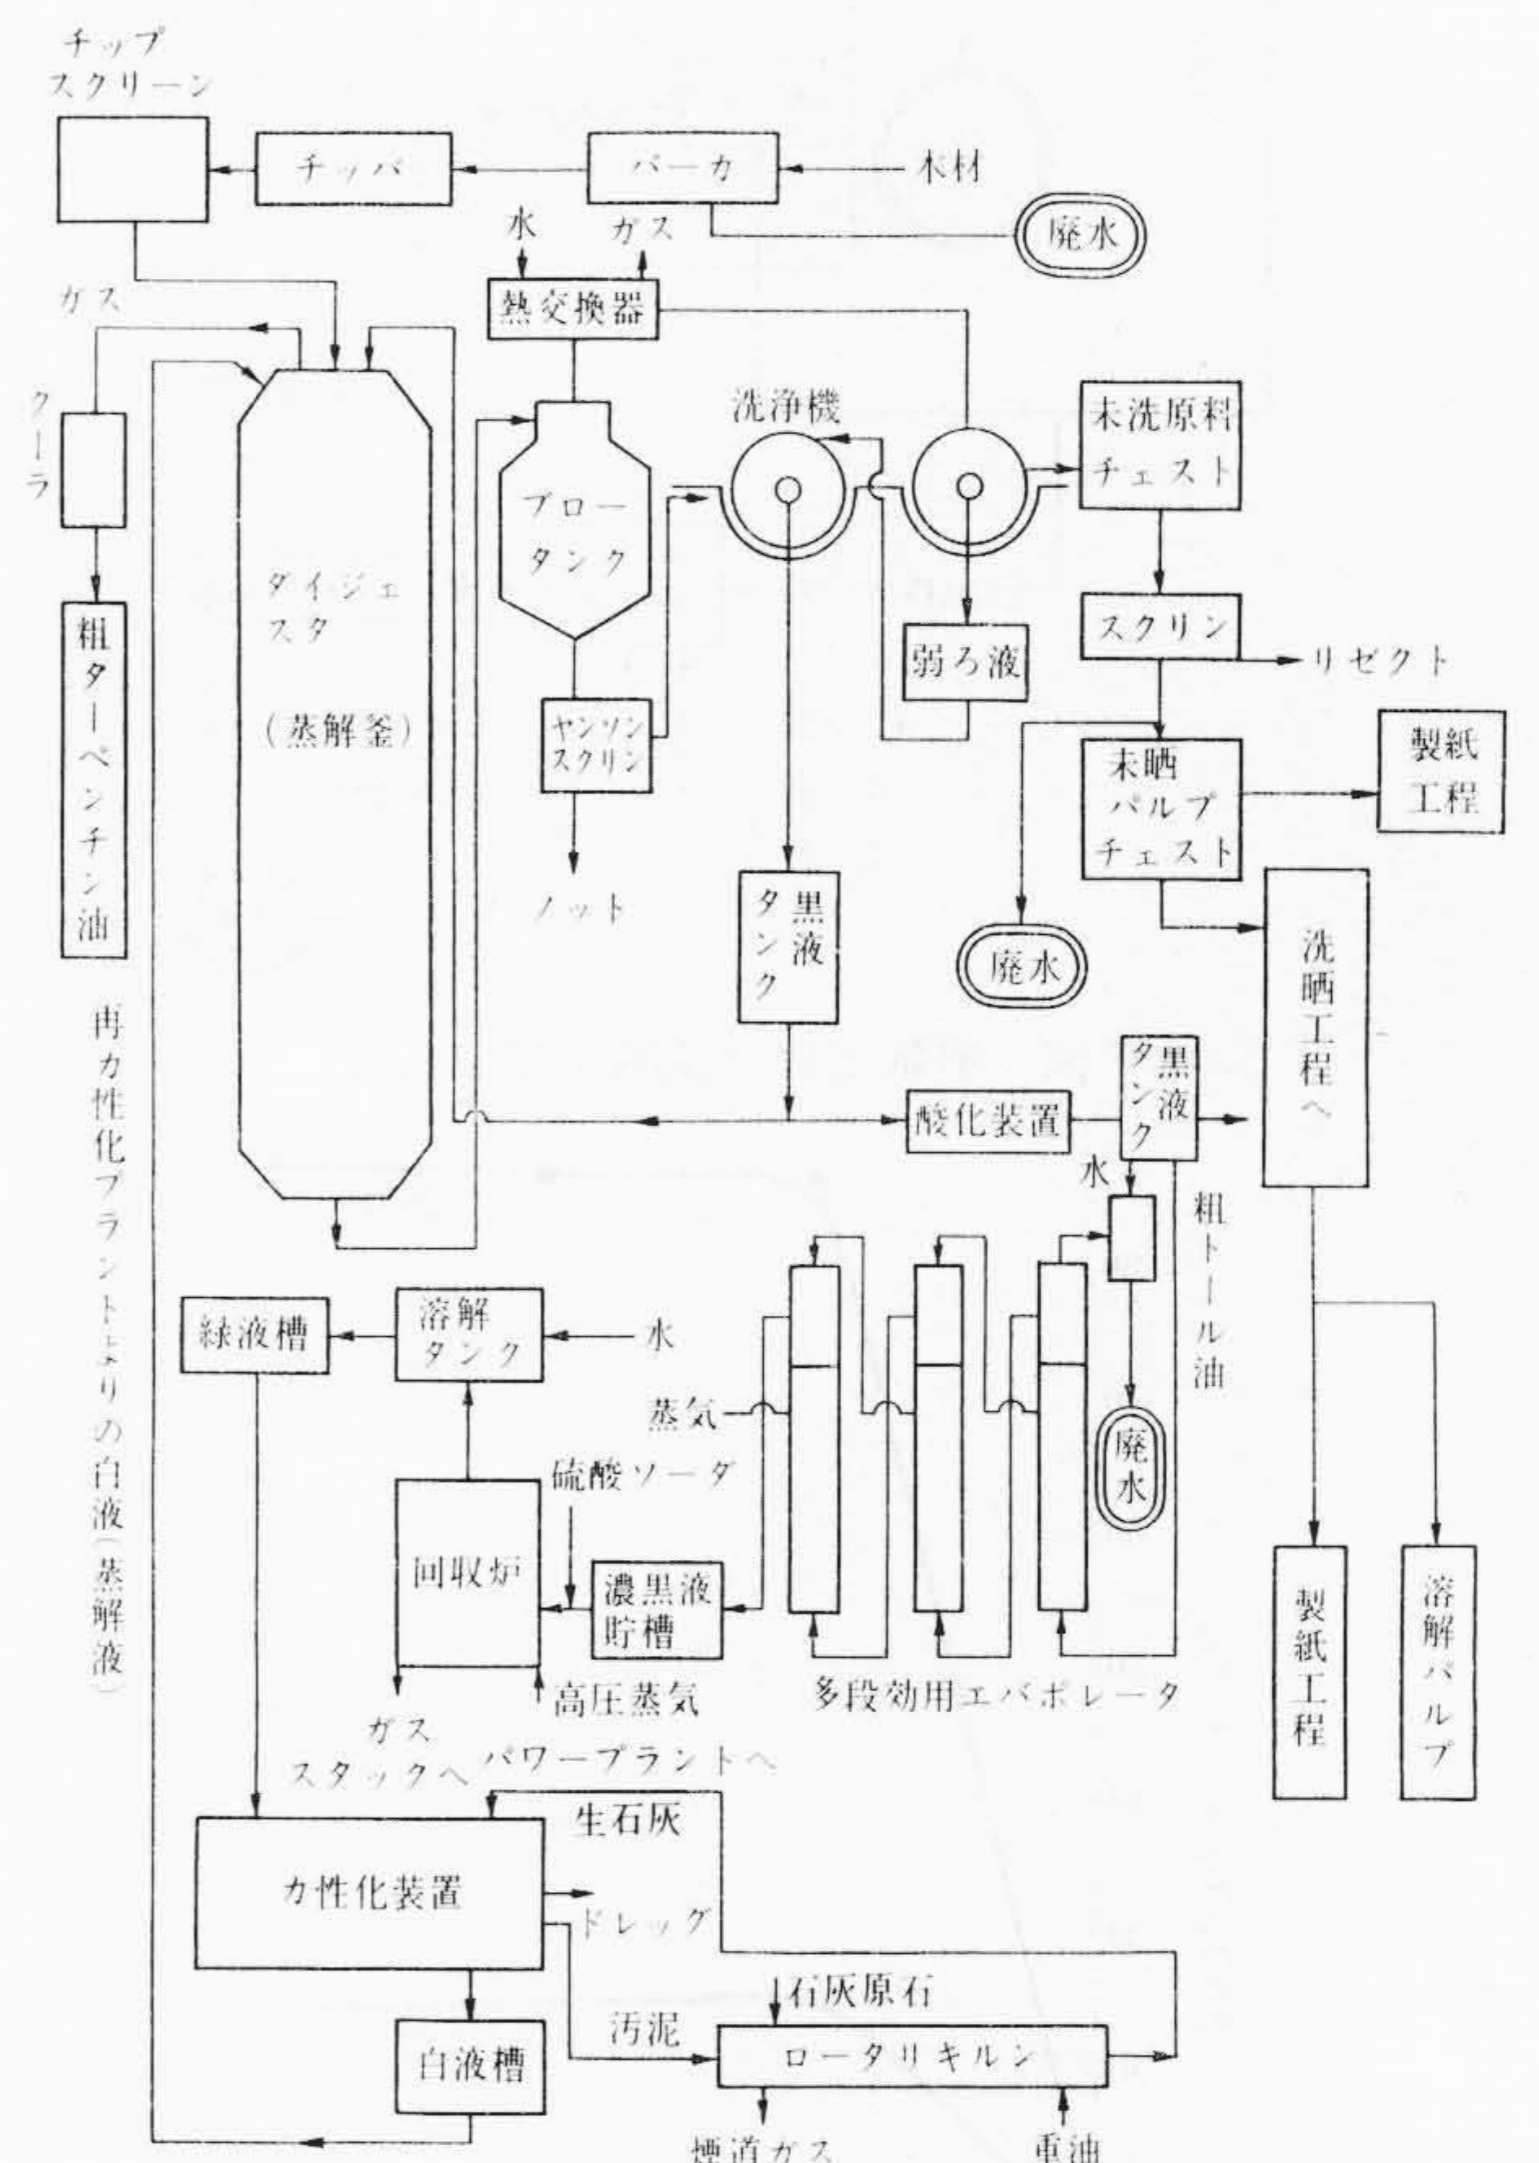 チップ
スクリーン
チッパ
バーカ
木材
廃水
水
ガス
熱交換器
ガス
クーラ
粗ターペンチン油
ダイジェ
スタ
(蒸解釜)
ブロー
タンク
ヤンソン
スクリン
ノット
洗浄機
弱ろ液
未洗原料
チェスト
スクリン
リゼクト
未晒
パルプ
チェスト
製紙
工程
廃水
黒液
タンク
洗晒工程へ
酸化装置
黒液
タンク
水
粗トール油
廃水
再カ性化プラントよりの白液(蒸解液)
緑液槽
溶解
タンク
水
蒸気
硫酸ソーダ
回収炉
濃黒液
貯槽
高圧蒸気
多段効用エバポレータ
製紙工程
溶解パルプ
ガス
スタックへ
パワープラントへ
生石灰
カ性化装置
ドレッグ
石灰原石
汚泥
ロータリキルン
白液槽
煙道ガス
重油